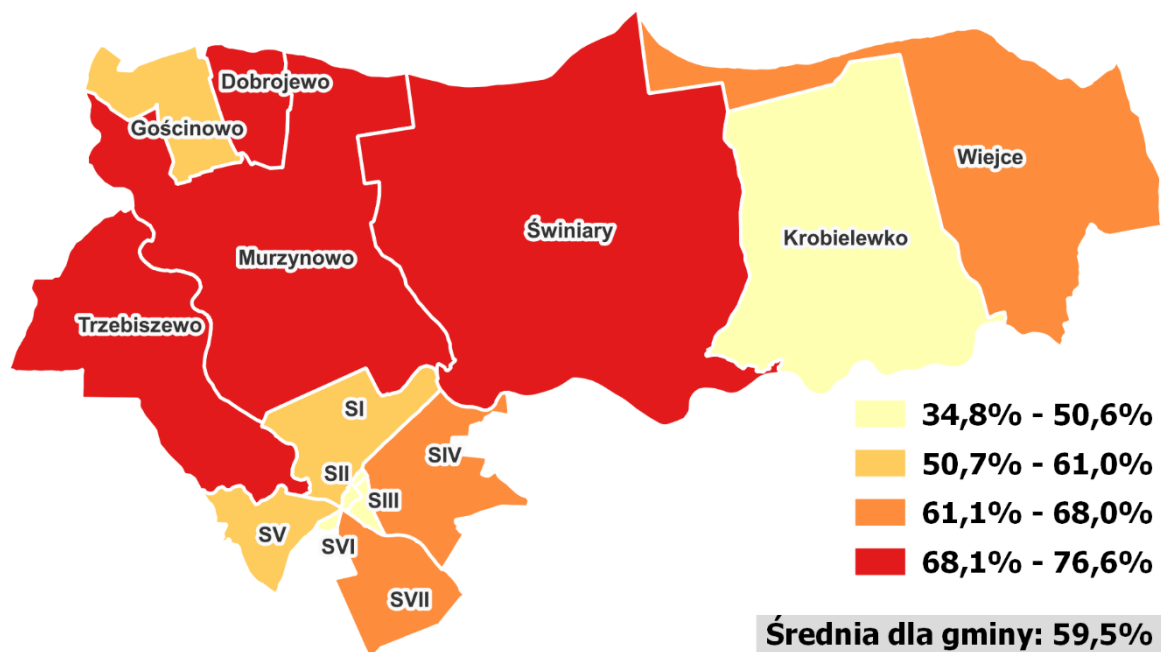 Dobrojewo
Gościnowo
Wiejce
Świniary
Krobielewko
Murzynowo
Trzebiszewo
SI
SII
SIV
SIII
SV
SVI
SVII
34,8% - 50,6%
50,7% - 61,0%
61,1% - 68,0%
68,1% - 76,6%
Średnia dla gminy: 59,5%